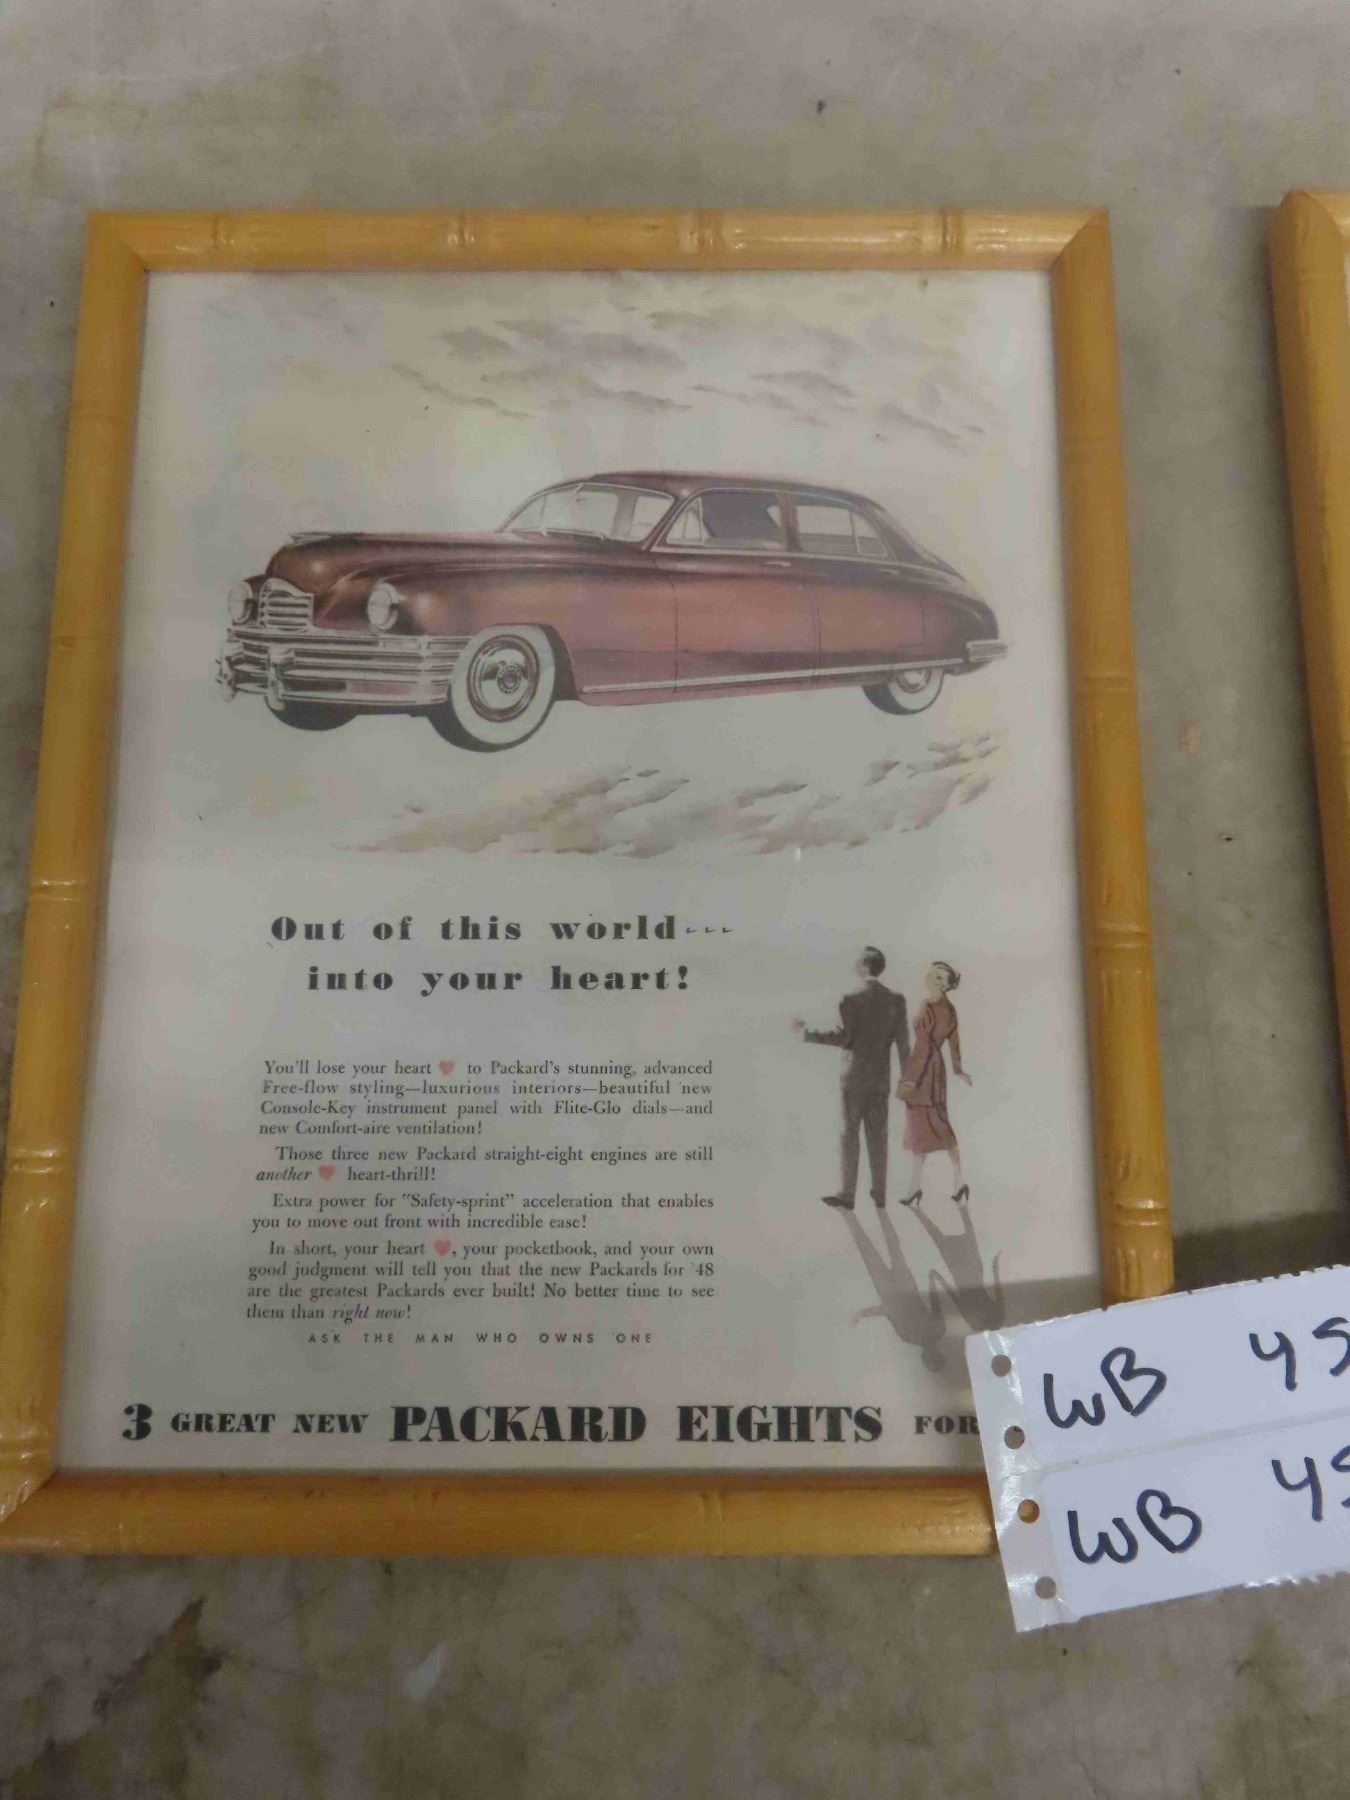 Out of this world---
into your heart!
You'll lose your heart ♥ to Packard's stunning, advanced
Free-flow styling—luxurious interiors—beautiful new
Console-Key instrument panel with Flite-Glo dials—and
new Comfort-aire ventilation!
Those three new Packard straight-eight engines are still
another ♥ heart-thrill!
Extra power for "Safety-sprint" acceleration that enables
you to move out front with incredible ease!
In short, your heart ♥, your pocketbook, and your own
good judgment will tell you that the new Packards for '48
are the greatest Packards ever built! No better time to see
them than right now!
ASK THE MAN WHO OWNS ONE
3 GREAT NEW PACKARD EIGHTS FOR
WB 45
WB 45